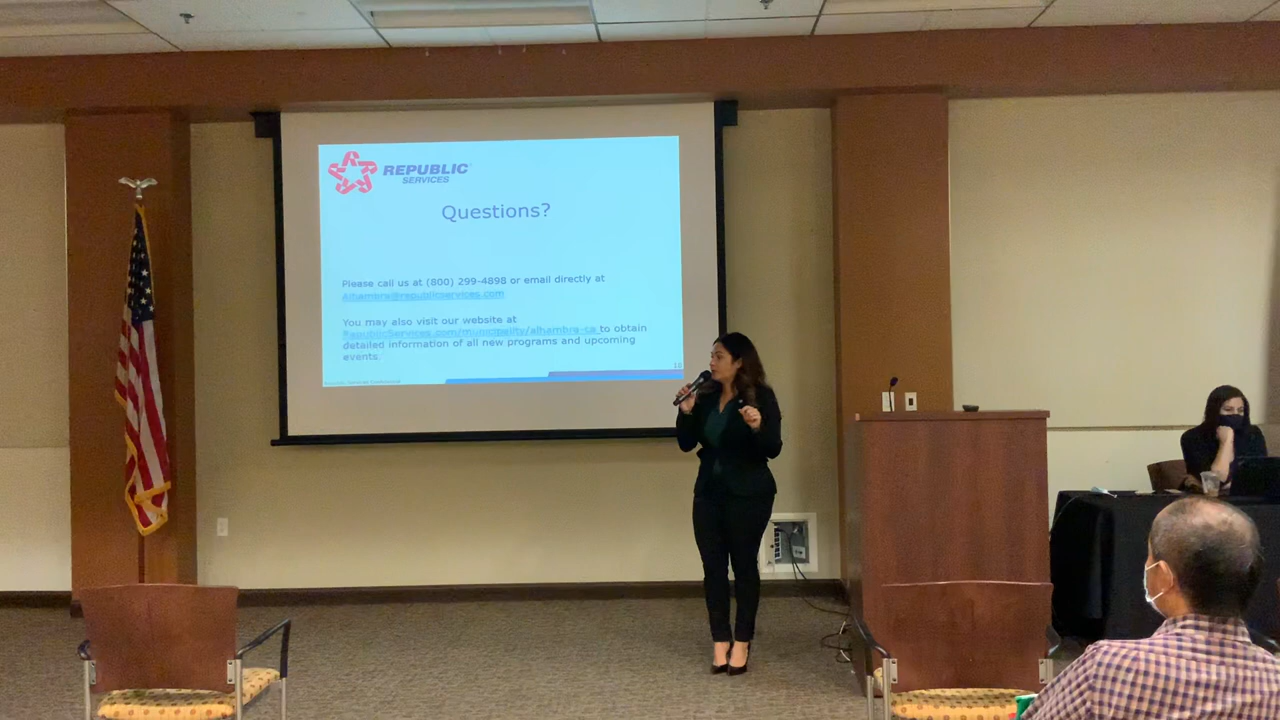 REPUBLIC
SERVICES
Questions?
Please call us at (800) 299-4898 or email directly at
Alhambra@republicservices.com
You may also visit our website at
RepublicServices.com/municipality/alhambra-ca to obtain
detailed information of all new programs and upcoming
events.